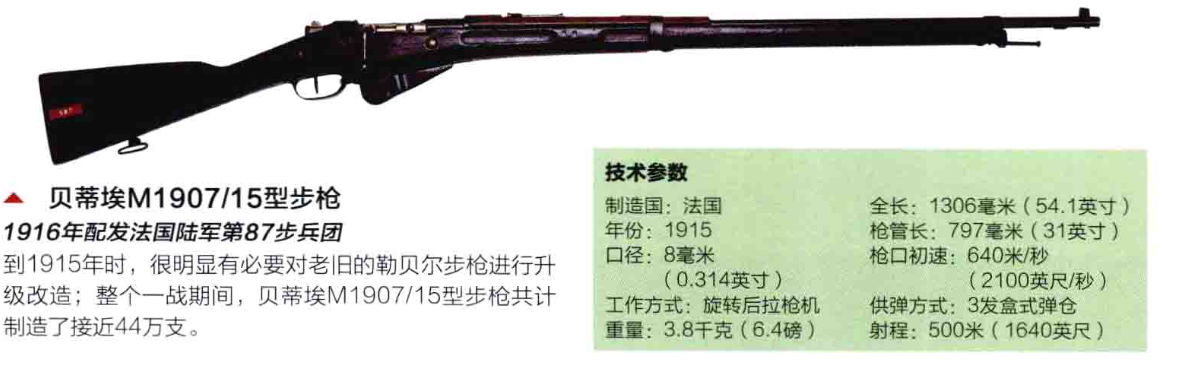 ▲ 贝蒂埃M1907/15型步枪
1916年配发法国陆军第87步兵团
到1915年时，很明显有必要对老旧的勒贝尔步枪进行升
级改造；整个一战期间，贝蒂埃M1907/15型步枪共计
制造了接近44万支。
技术参数
制造国：法国
年份：1915
口径：8毫米
（0.314英寸）
工作方式：旋转后拉枪机
重量：3.8千克（6.4磅）
全长：1306毫米（54.1英寸）
枪管长：797毫米（31英寸）
枪口初速：640米/秒
（2100英尺/秒）
供弹方式：3发盒式弹仓
射程：500米（1640英尺）